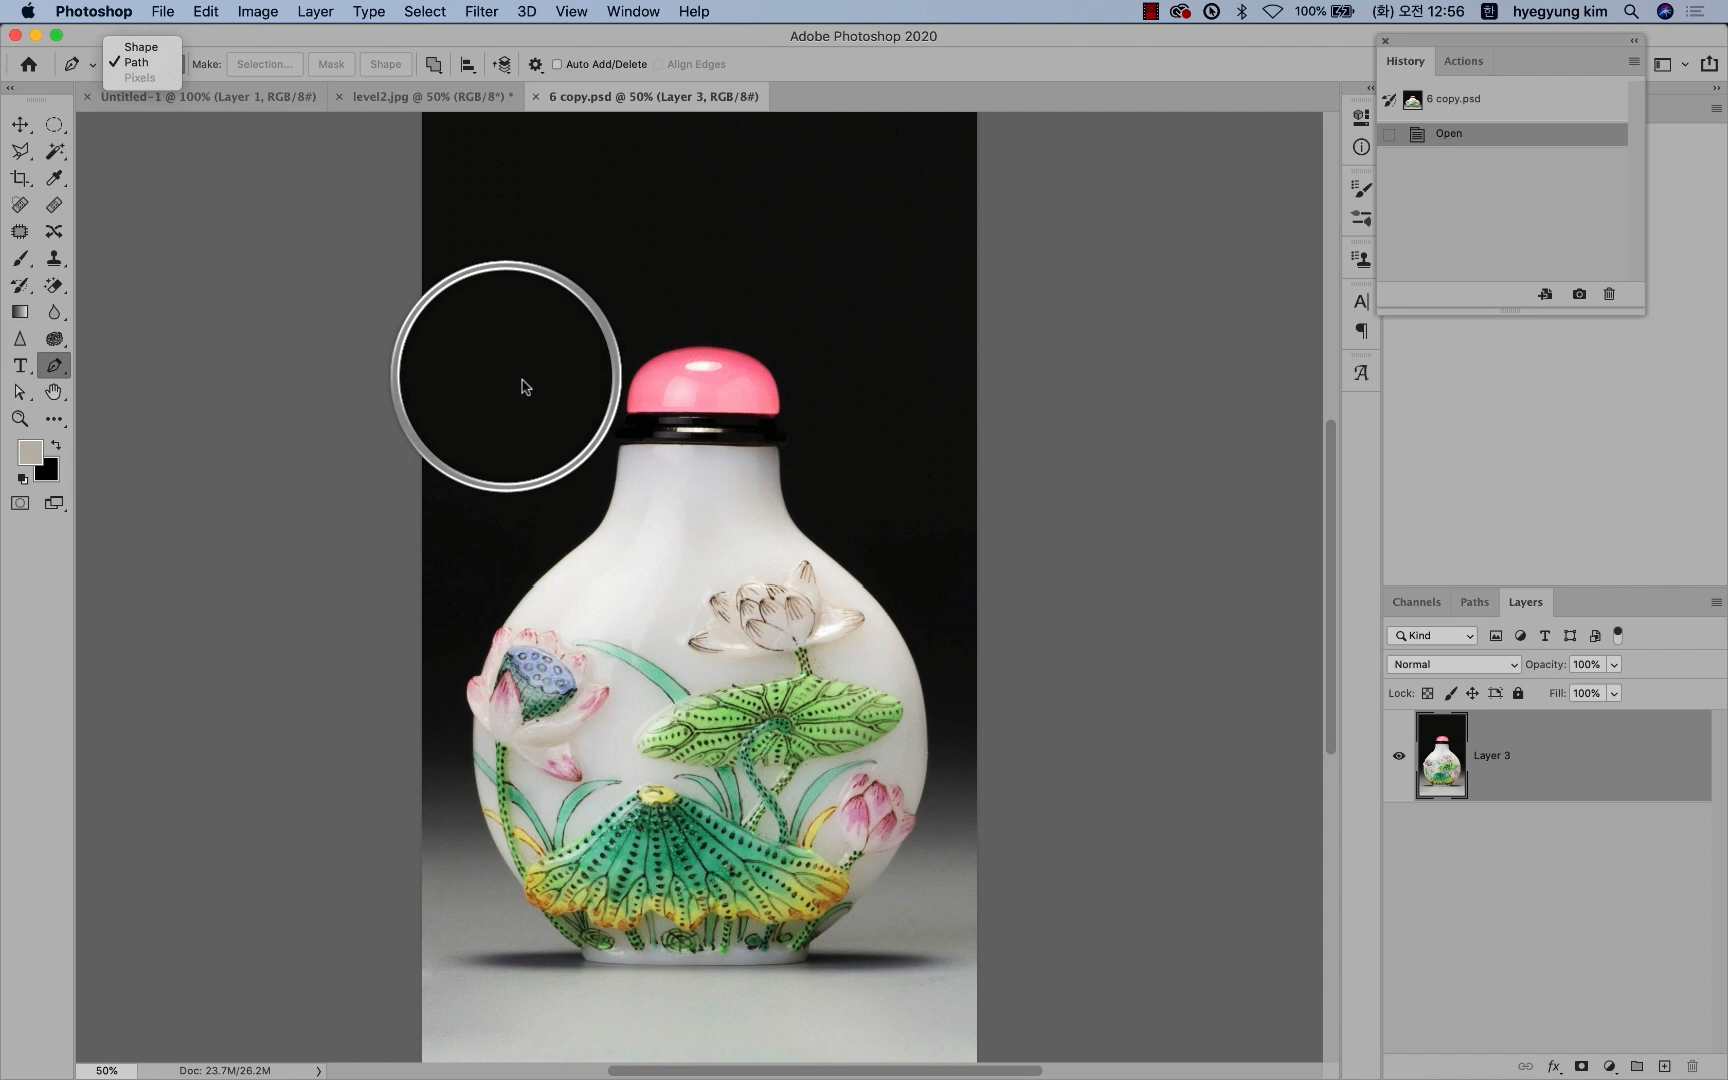 Photoshop File Edit Image Layer Type Select Filter 3D View Window Help 100% (화) 오전 12:56 한 hyegyung kim
Adobe Photoshop 2020
Shape
Path
Pixels
Make: Selection... Mask Shape Auto Add/Delete Align Edges
Untitled-1 @ 100% (Layer 1, RGB/8#) level2.jpg @ 50% (RGB/8*) * 6 copy.psd @ 50% (Layer 3, RGB/8#)
History Actions
6 copy.psd
Open
Channels Paths Layers
Kind
Normal Opacity: 100%
Lock: Fill: 100%
Layer 3
50% Doc: 23.7M/26.2M